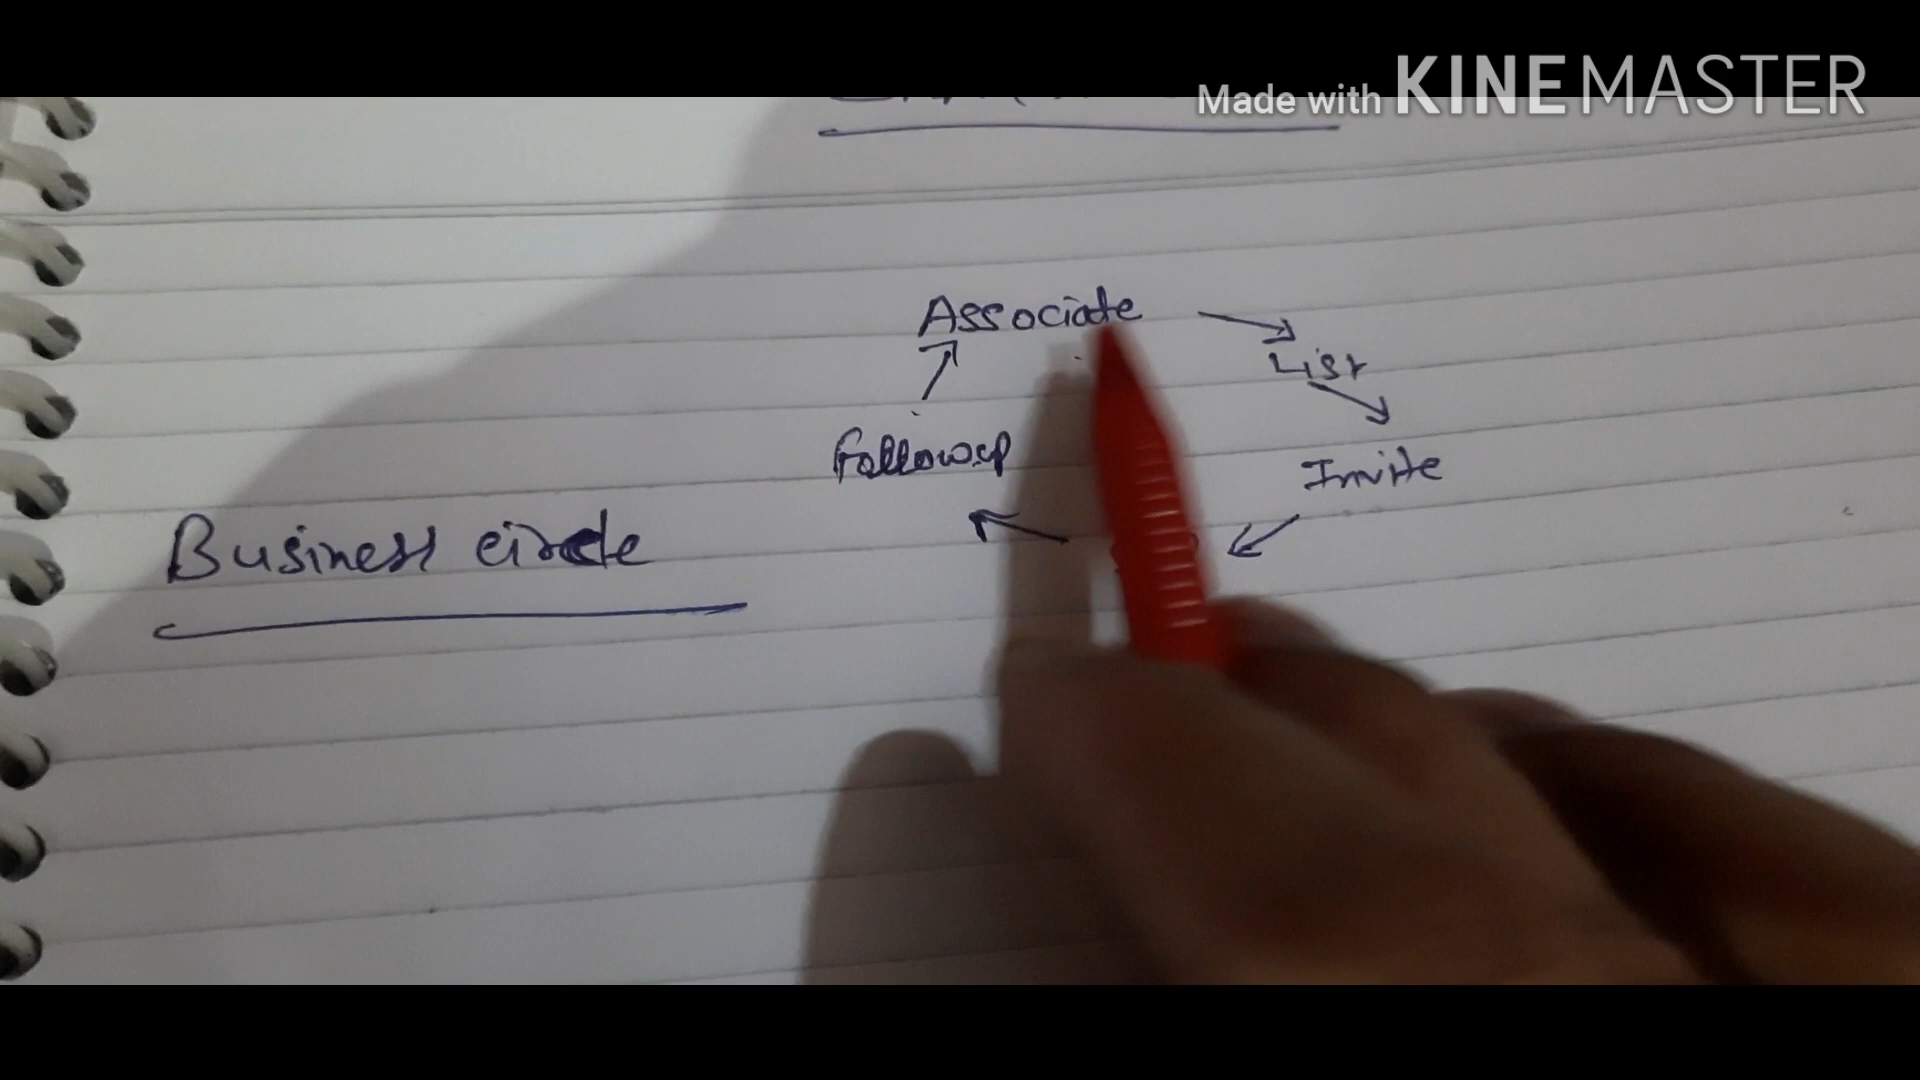 Made with KINEMASTER
Associate
List
Followup
Invite
Business circle